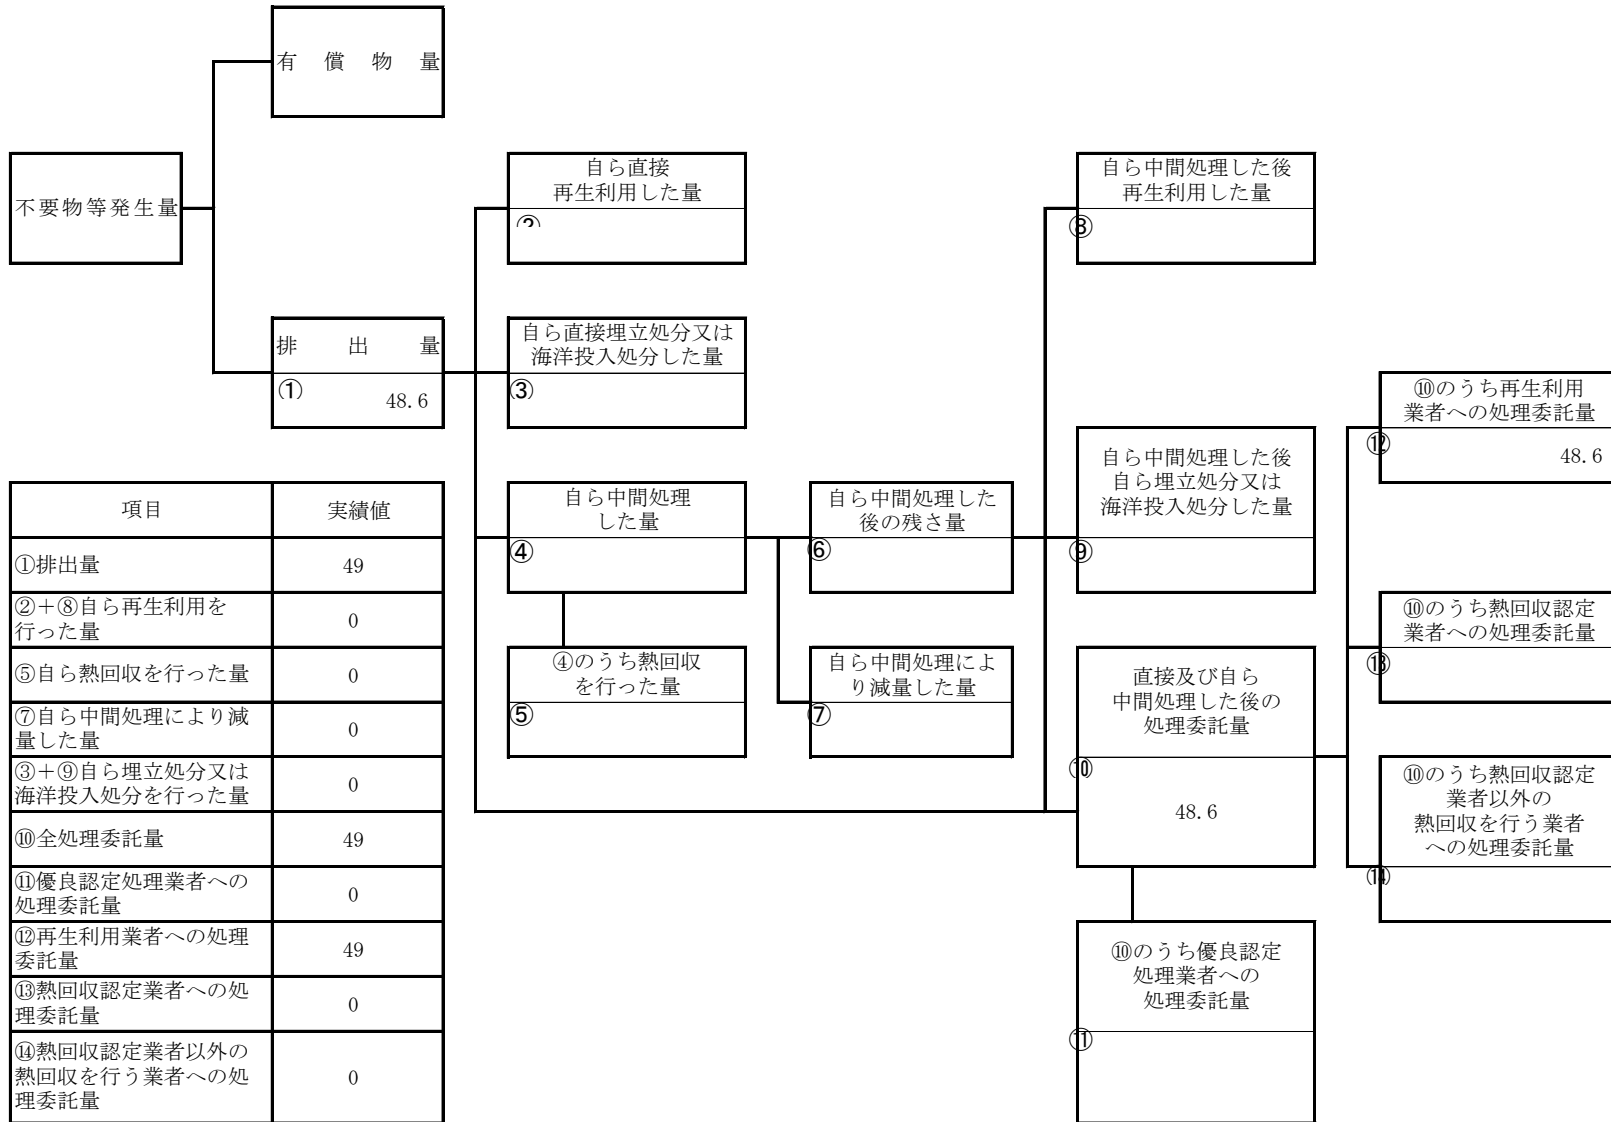 有償物量
不要物等発生量
排出量
①
48.6
自ら直接
再生利用した量
②
自ら直接埋立処分又は
海洋投入処分した量
③
自ら中間処理
した量
④
④のうち熱回収
を行った量
⑤
自ら中間処理した
後の残さ量
⑥
自ら中間処理によ
り減量した量
⑦
自ら中間処理した後
再生利用した量
⑧
自ら中間処理した後
自ら埋立処分又は
海洋投入処分した量
⑨
直接及び自ら
中間処理した後の
処理委託量
⑩
48.6
⑩のうち優良認定
処理業者への
処理委託量
⑪
⑩のうち再生利用
業者への処理委託量
⑫
48.6
⑩のうち熱回収認定
業者への処理委託量
⑬
⑩のうち熱回収認定
業者以外の
熱回収を行う業者
への処理委託量
⑭
項目 実績値
①排出量 49
②+⑧自ら再生利用を
行った量 0
⑤自ら熱回収を行った量 0
⑦自ら中間処理により減
量した量 0
③+⑨自ら埋立処分又は
海洋投入処分を行った量 0
⑩全処理委託量 49
⑪優良認定処理業者への
処理委託量 0
⑫再生利用業者への処理
委託量 49
⑬熱回収認定業者への処
理委託量 0
⑭熱回収認定業者以外の
熱回収を行う業者への処
理委託量 0